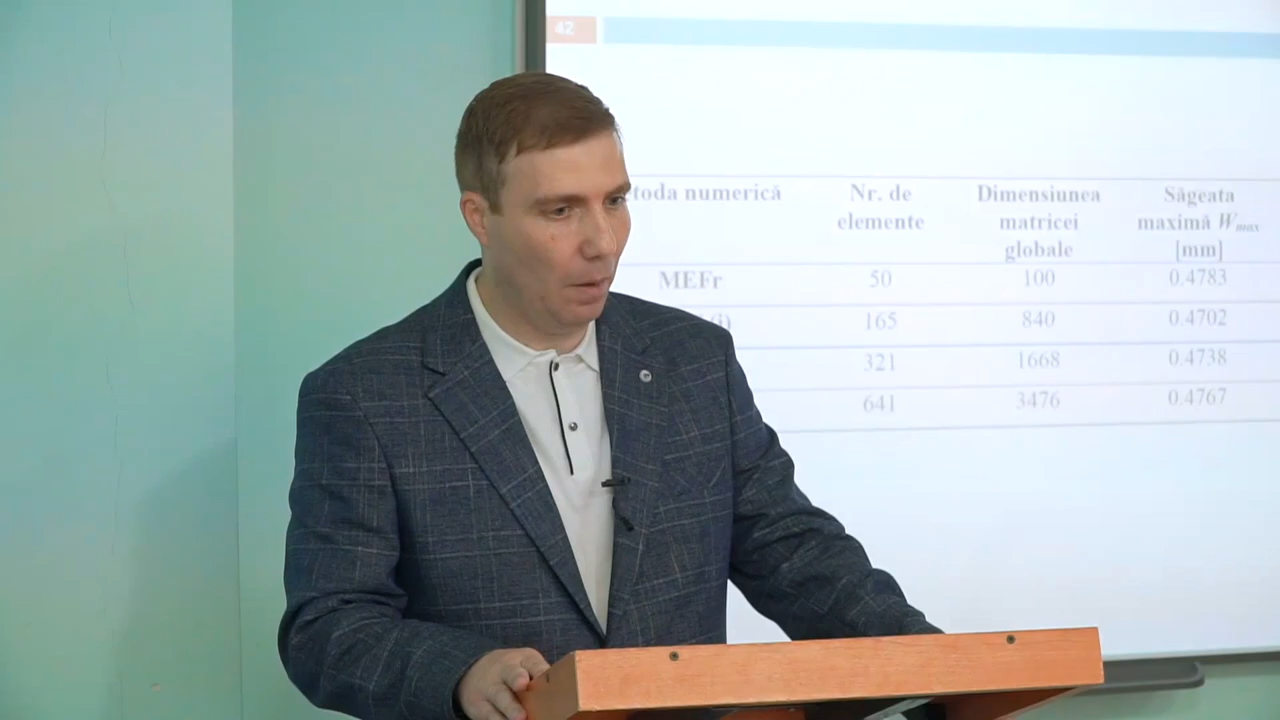 42
toda numerică Nr. de elemente Dimensiunea matricei globale Săgeata maximă Wmax [mm]
MEFr 50 100 0.4783
(i) 165 840 0.4702
321 1668 0.4738
641 3476 0.4767